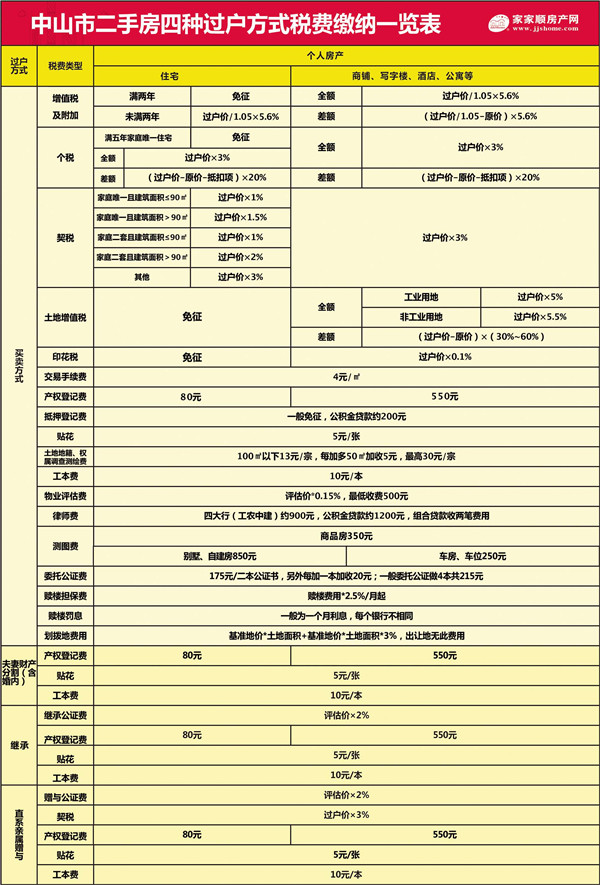 中山市二手房四种过户方式税费缴纳一览表
家家顺房产网
www.jjshome.com
过户方式 税费类型 个人房产
住宅 商铺、写字楼、酒店、公寓等
买卖方式
增值税及附加 满两年 免征 全额 过户价/1.05×5.6%
未满两年 过户价/1.05×5.6% 差额 （过户价/1.05-原价）×5.6%
个税 满五年家庭唯一住宅 免征 全额 过户价×3%
全额 过户价×3%
差额 （过户价-原价-抵扣项）×20% 差额 （过户价-原价-抵扣项）×20%
契税 家庭唯一且建筑面积≤90㎡ 过户价×1% 过户价×3%
家庭唯一且建筑面积＞90㎡ 过户价×1.5%
家庭二套且建筑面积≤90㎡ 过户价×1%
家庭二套且建筑面积＞90㎡ 过户价×2%
其他 过户价×3%
土地增值税 免征 全额 工业用地 过户价×5%
非工业用地 过户价×5.5%
差额 （过户价-原价）×（30%~60%）
印花税 免征 过户价×0.1%
交易手续费 4元/㎡
产权登记费 80元 550元
抵押登记费 一般免征，公积金贷款约200元
贴花 5元/张
土地地籍、权属调查测绘费 100㎡以下13元/宗，每加多50㎡加收5元，最高30元/宗
工本费 10元/本
物业评估费 评估价*0.15%，最低收费500元
律师费 四大行（工农中建）约900元，公积金贷款约1200元，组合贷款收两笔费用
测图费 商品房350元
别墅、自建房850元 车房、车位250元
委托公证费 175元/二本公证书，另外每加一本加收20元；一般委托公证做4本共215元
赎楼担保费 赎楼费用*2.5%/月起
赎楼罚息 一般为一个月利息，每个银行不相同
划拨地费用 基准地价*土地面积+基准地价*土地面积*3%，出让地无此费用
夫妻财产分割（含婚内）
产权登记费 80元 550元
贴花 5元/张
工本费 10元/本
继承
继承公证费 评估价×2%
产权登记费 80元 550元
贴花 5元/张
工本费 10元/本
直系亲属赠与
赠与公证费 评估价×2%
契税 过户价×3%
产权登记费 80元 550元
贴花 5元/张
工本费 10元/本